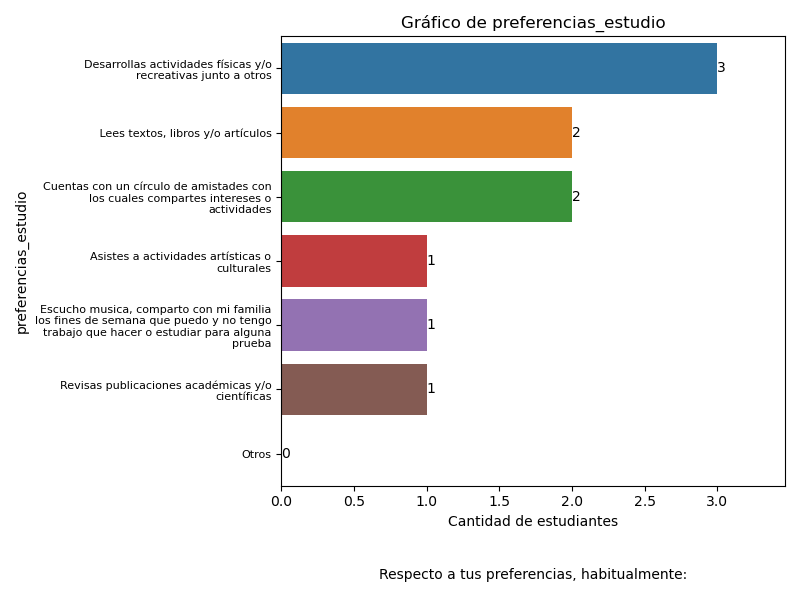 Gráfico de preferencias_estudio
preferencias_estudio
Desarrollas actividades físicas y/o
recreativas junto a otros
3
Lees textos, libros y/o artículos
2
Cuentas con un círculo de amistades con
los cuales compartes intereses o
actividades
2
Asistes a actividades artísticas o
culturales
1
Escucho musica, comparto con mi familia
los fines de semana que puedo y no tengo
trabajo que hacer o estudiar para alguna
prueba
1
Revisas publicaciones académicas y/o
científicas
1
Otros
0
0.0 0.5 1.0 1.5 2.0 2.5 3.0
Cantidad de estudiantes
Respecto a tus preferencias, habitualmente: